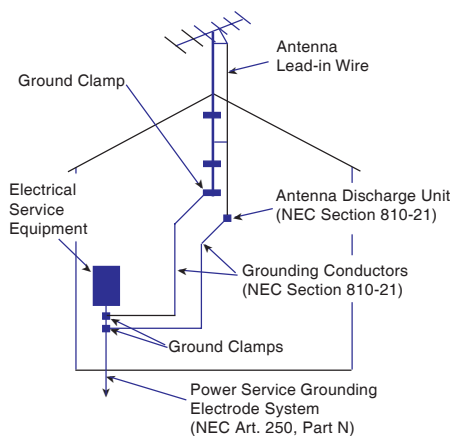 Antenna
Lead-in Wire
Ground Clamp
Electrical
Service
Equipment
Antenna Discharge Unit
(NEC Section 810-21)
Grounding Conductors
(NEC Section 810-21)
Ground Clamps
Power Service Grounding
Electrode System
(NEC Art. 250, Part N)